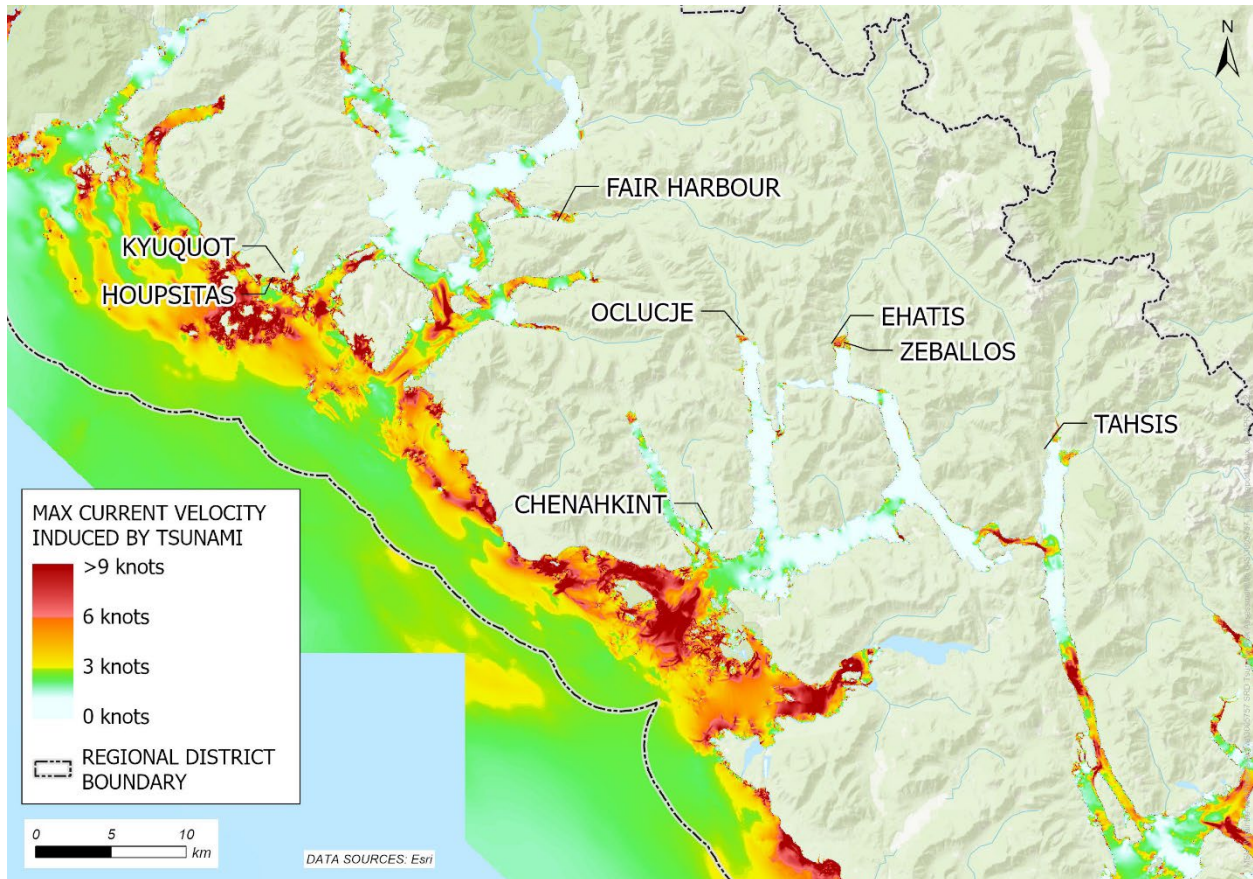 N
FAIR HARBOUR
KYUQUOT
HOUPSITAS
OCLUCJE
EHATIS
ZEBALLOS
TAHSIS
CHENAHKINT
MAX CURRENT VELOCITY
INDUCED BY TSUNAMI
>9 knots
6 knots
3 knots
0 knots
REGIONAL DISTRICT
BOUNDARY
0 5 10
km
DATA SOURCES: Esri